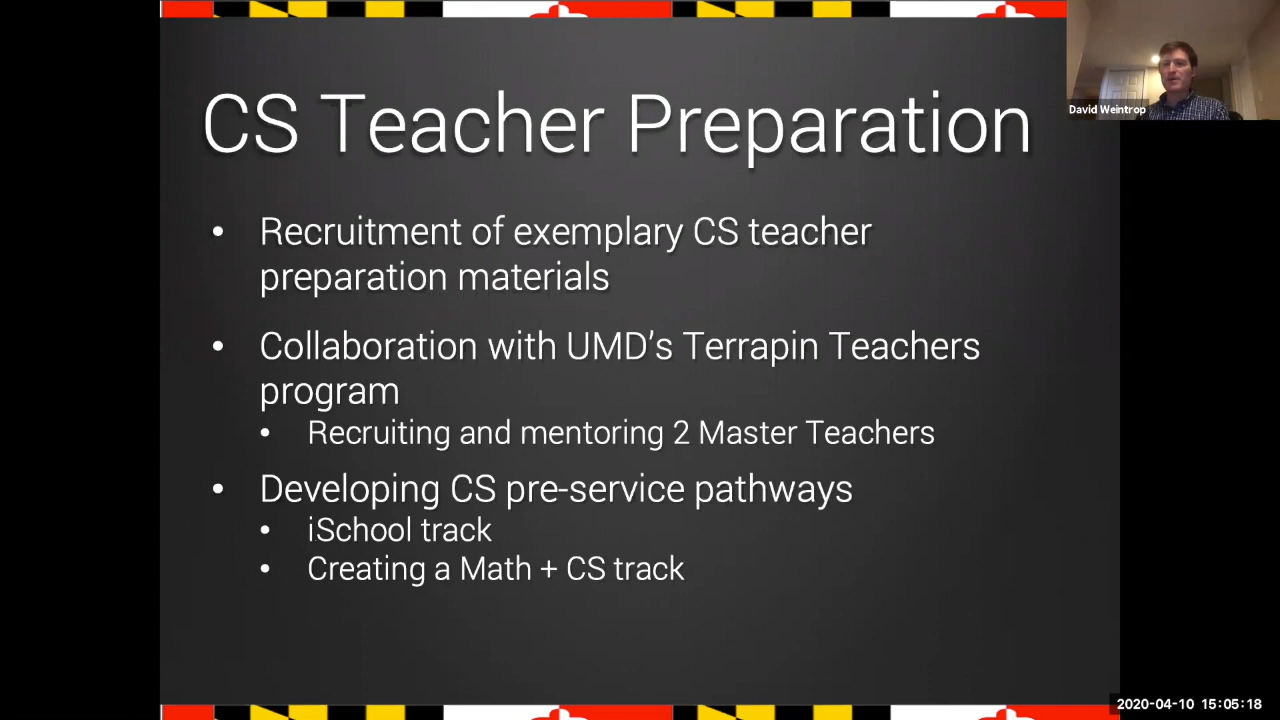 CS Teacher Preparation
David Weintrop
• Recruitment of exemplary CS teacher
preparation materials
• Collaboration with UMD’s Terrapin Teachers
program
• Recruiting and mentoring 2 Master Teachers
• Developing CS pre-service pathways
• iSchool track
• Creating a Math + CS track
2020-04-10 15:05:18